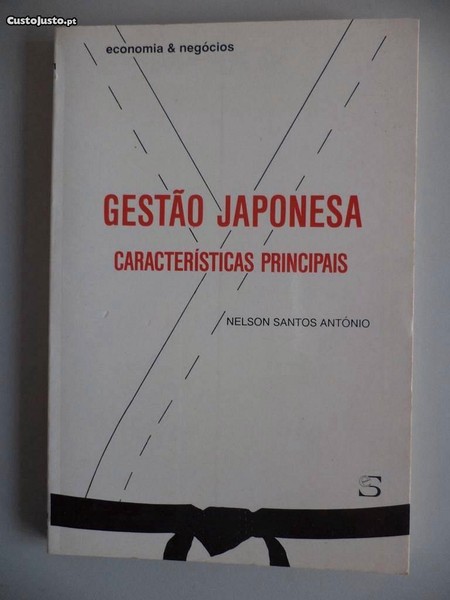 CustoJusto.pt
economia & negócios
GESTÃO JAPONESA
CARACTERÍSTICAS PRINCIPAIS
NELSON SANTOS ANTÓNIO
S